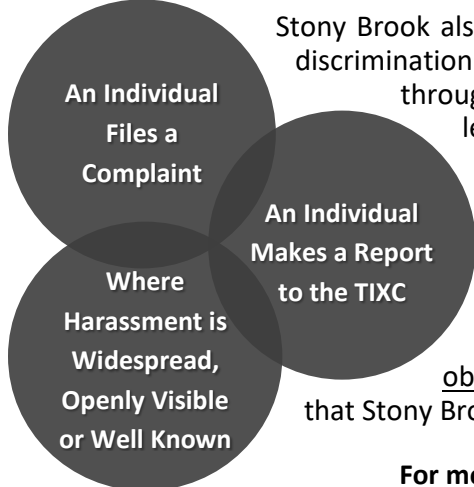 Stony Brook als
discrimination
throug
le
An Individual
Files a
Complaint
An Individual
Makes a Report
to the TIXC
Where
Harassment is
Widespread,
Openly Visible
or Well Known
ob
that Stony Bro
For mo